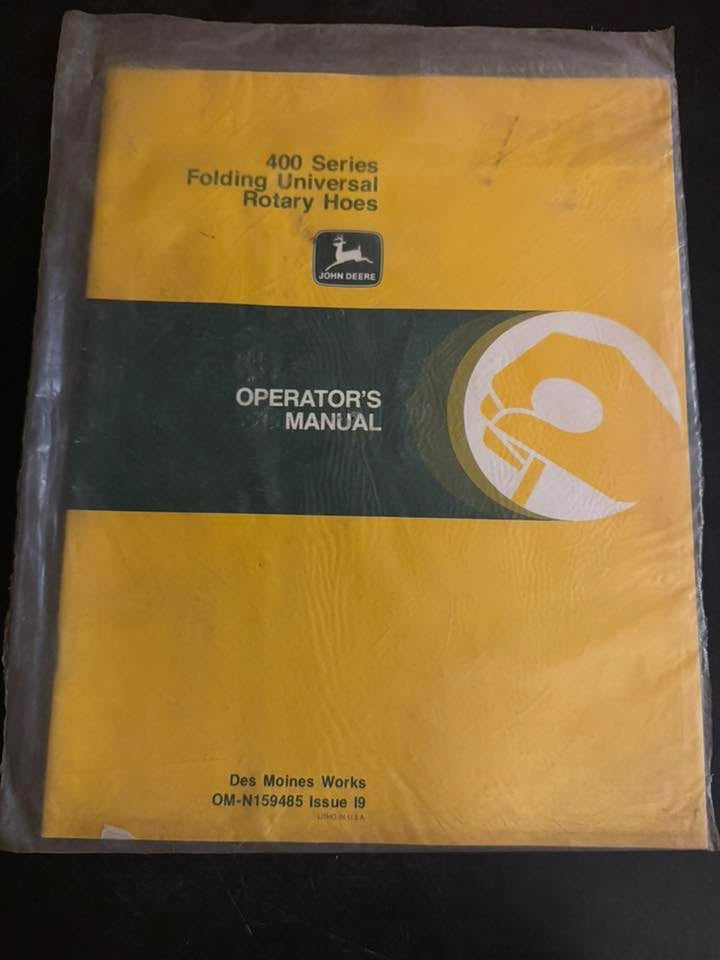 400 Series
Folding Universal
Rotary Hoes
JOHN DEERE
OPERATOR'S
MANUAL
Des Moines Works
OM-N159485 Issue I9
LITHO IN U.S.A.